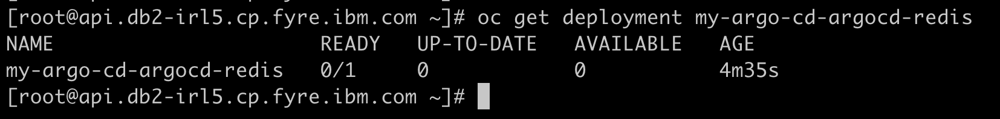 [root@api.db2-irl5.cp.fyre.ibm.com ~]# oc get deployment my-argo-cd-argocd-redis
NAME                      READY   UP-TO-DATE   AVAILABLE   AGE
my-argo-cd-argocd-redis   0/1     0            0           4m35s
[root@api.db2-irl5.cp.fyre.ibm.com ~]#